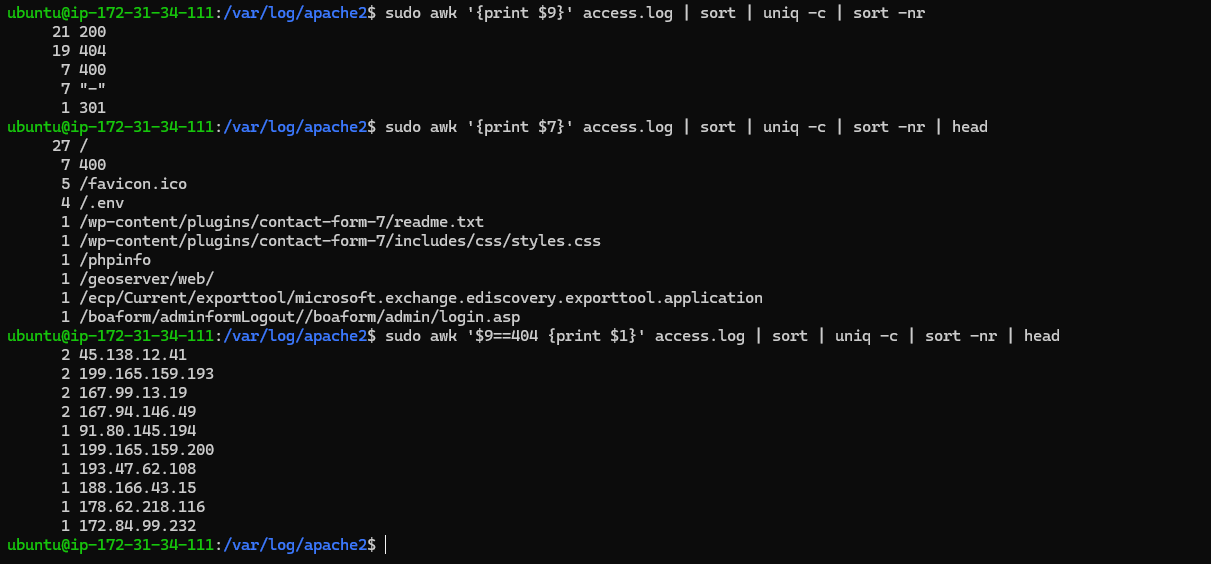 ubuntu@ip-172-31-34-111:/var/log/apache2$ sudo awk '{print $9}' access.log | sort | uniq -c | sort -nr
21 200
19 404
7 400
7 "-"
1 301
ubuntu@ip-172-31-34-111:/var/log/apache2$ sudo awk '{print $7}' access.log | sort | uniq -c | sort -nr | head
27 /
7 400
5 /favicon.ico
4 /.env
1 /wp-content/plugins/contact-form-7/readme.txt
1 /wp-content/plugins/contact-form-7/includes/css/styles.css
1 /phpinfo
1 /geoserver/web/
1 /ecp/Current/exporttool/microsoft.exchange.ediscovery.exporttool.application
1 /boaform/adminformLogout//boaform/admin/login.asp
ubuntu@ip-172-31-34-111:/var/log/apache2$ sudo awk '$9==404 {print $1}' access.log | sort | uniq -c | sort -nr | head
2 45.138.12.41
2 199.165.159.193
2 167.99.13.19
2 167.94.146.49
1 91.80.145.194
1 199.165.159.200
1 193.47.62.108
1 188.166.43.15
1 178.62.218.116
1 172.84.99.232
ubuntu@ip-172-31-34-111:/var/log/apache2$